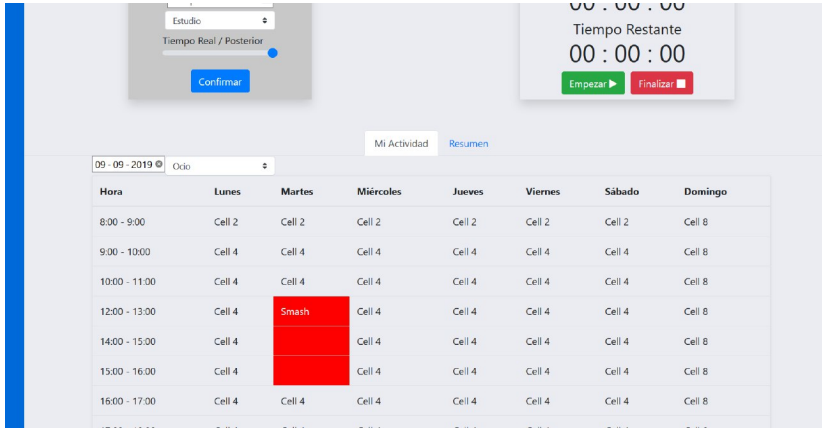 Estudio
Tiempo Real / Posterior
Confirmar
00 : 00 : 00
Tiempo Restante
00 : 00 : 00
Empezar Finalizar
Mi Actividad Resumen
09 - 09 - 2019 Ocio
Hora Lunes Martes Miércoles Jueves Viernes Sábado Domingo
8:00 - 9:00 Cell 2 Cell 2 Cell 2 Cell 2 Cell 2 Cell 2 Cell 8
9:00 - 10:00 Cell 4 Cell 4 Cell 4 Cell 4 Cell 4 Cell 4 Cell 8
10:00 - 11:00 Cell 4 Cell 4 Cell 4 Cell 4 Cell 4 Cell 4 Cell 8
12:00 - 13:00 Cell 4 Smash Cell 4 Cell 4 Cell 4 Cell 4 Cell 8
14:00 - 15:00 Cell 4 Cell 4 Cell 4 Cell 4 Cell 4 Cell 8
15:00 - 16:00 Cell 4 Cell 4 Cell 4 Cell 4 Cell 4 Cell 8
16:00 - 17:00 Cell 4 Cell 4 Cell 4 Cell 4 Cell 4 Cell 4 Cell 8